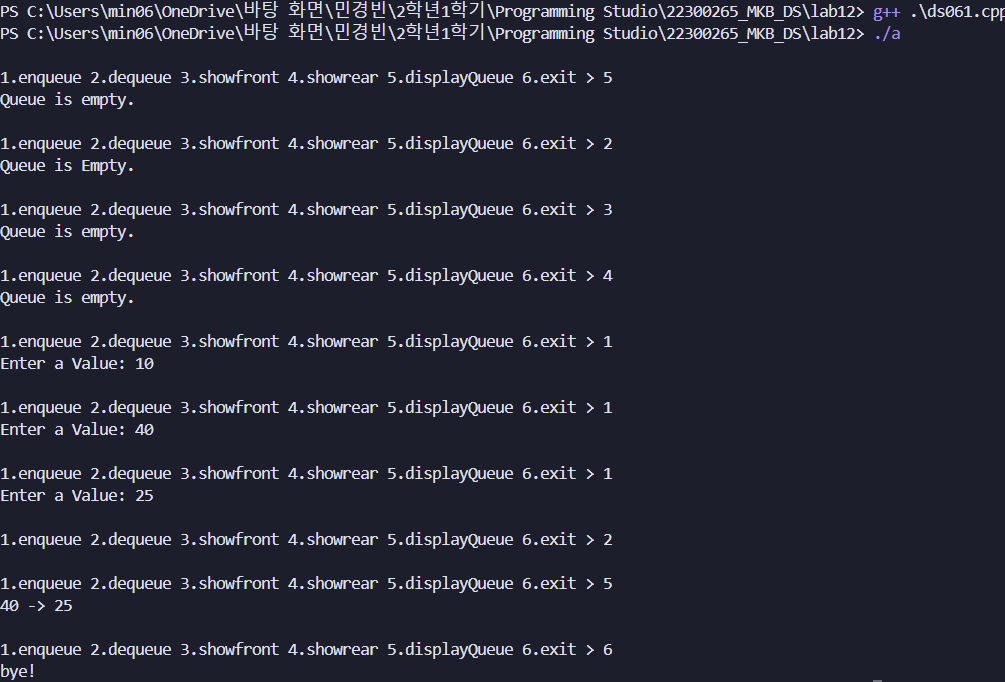 PS C:\Users\min06\OneDrive\바탕 화면\민경빈\2학년1학기\Programming Studio\22300265_MKB_DS\lab12> g++ .\ds061.cpp
PS C:\Users\min06\OneDrive\바탕 화면\민경빈\2학년1학기\Programming Studio\22300265_MKB_DS\lab12> ./a
1.enqueue 2.dequeue 3.showfront 4.showrear 5.displayQueue 6.exit > 5
Queue is empty.
1.enqueue 2.dequeue 3.showfront 4.showrear 5.displayQueue 6.exit > 2
Queue is Empty.
1.enqueue 2.dequeue 3.showfront 4.showrear 5.displayQueue 6.exit > 3
Queue is empty.
1.enqueue 2.dequeue 3.showfront 4.showrear 5.displayQueue 6.exit > 4
Queue is empty.
1.enqueue 2.dequeue 3.showfront 4.showrear 5.displayQueue 6.exit > 1
Enter a Value: 10
1.enqueue 2.dequeue 3.showfront 4.showrear 5.displayQueue 6.exit > 1
Enter a Value: 40
1.enqueue 2.dequeue 3.showfront 4.showrear 5.displayQueue 6.exit > 1
Enter a Value: 25
1.enqueue 2.dequeue 3.showfront 4.showrear 5.displayQueue 6.exit > 2
1.enqueue 2.dequeue 3.showfront 4.showrear 5.displayQueue 6.exit > 5
40 -> 25
1.enqueue 2.dequeue 3.showfront 4.showrear 5.displayQueue 6.exit > 6
bye!